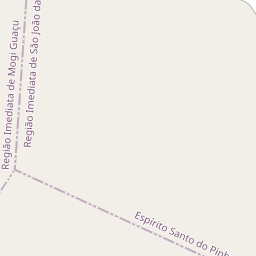 Região Imediata de Mogi Guaçu
Região Imediata de São João da
Espírito Santo do Pinh